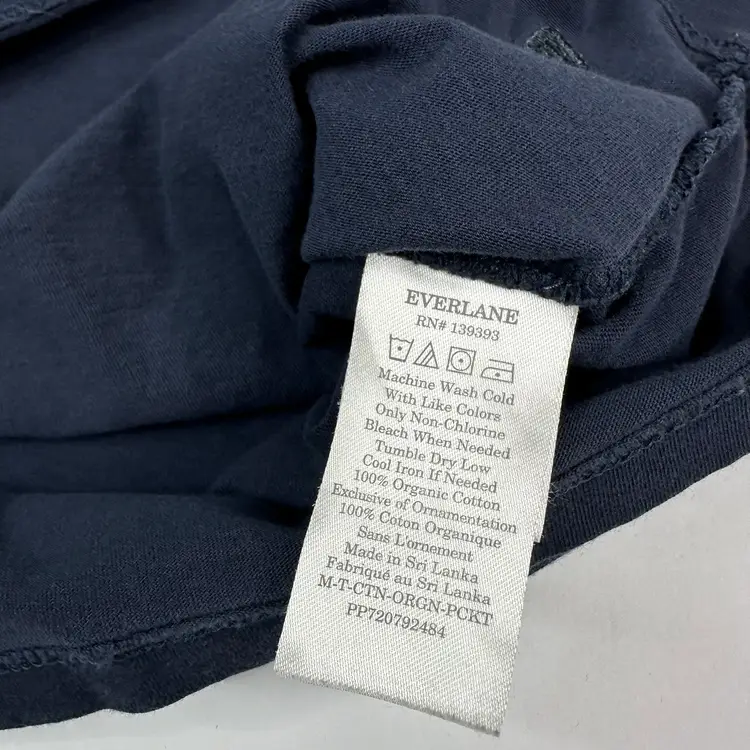 EVERLANE
RN# 139393
Machine Wash Cold
With Like Colors
Only Non-Chlorine
Bleach When Needed
Tumble Dry Low
Cool Iron If Needed
100% Organic Cotton
Exclusive of Ornamentation
100% Coton Organique
Sans L'ornement
Made in Sri Lanka
Fabriqué au Sri Lanka
M-T-CTN-ORGN-PCKT
PP720792484